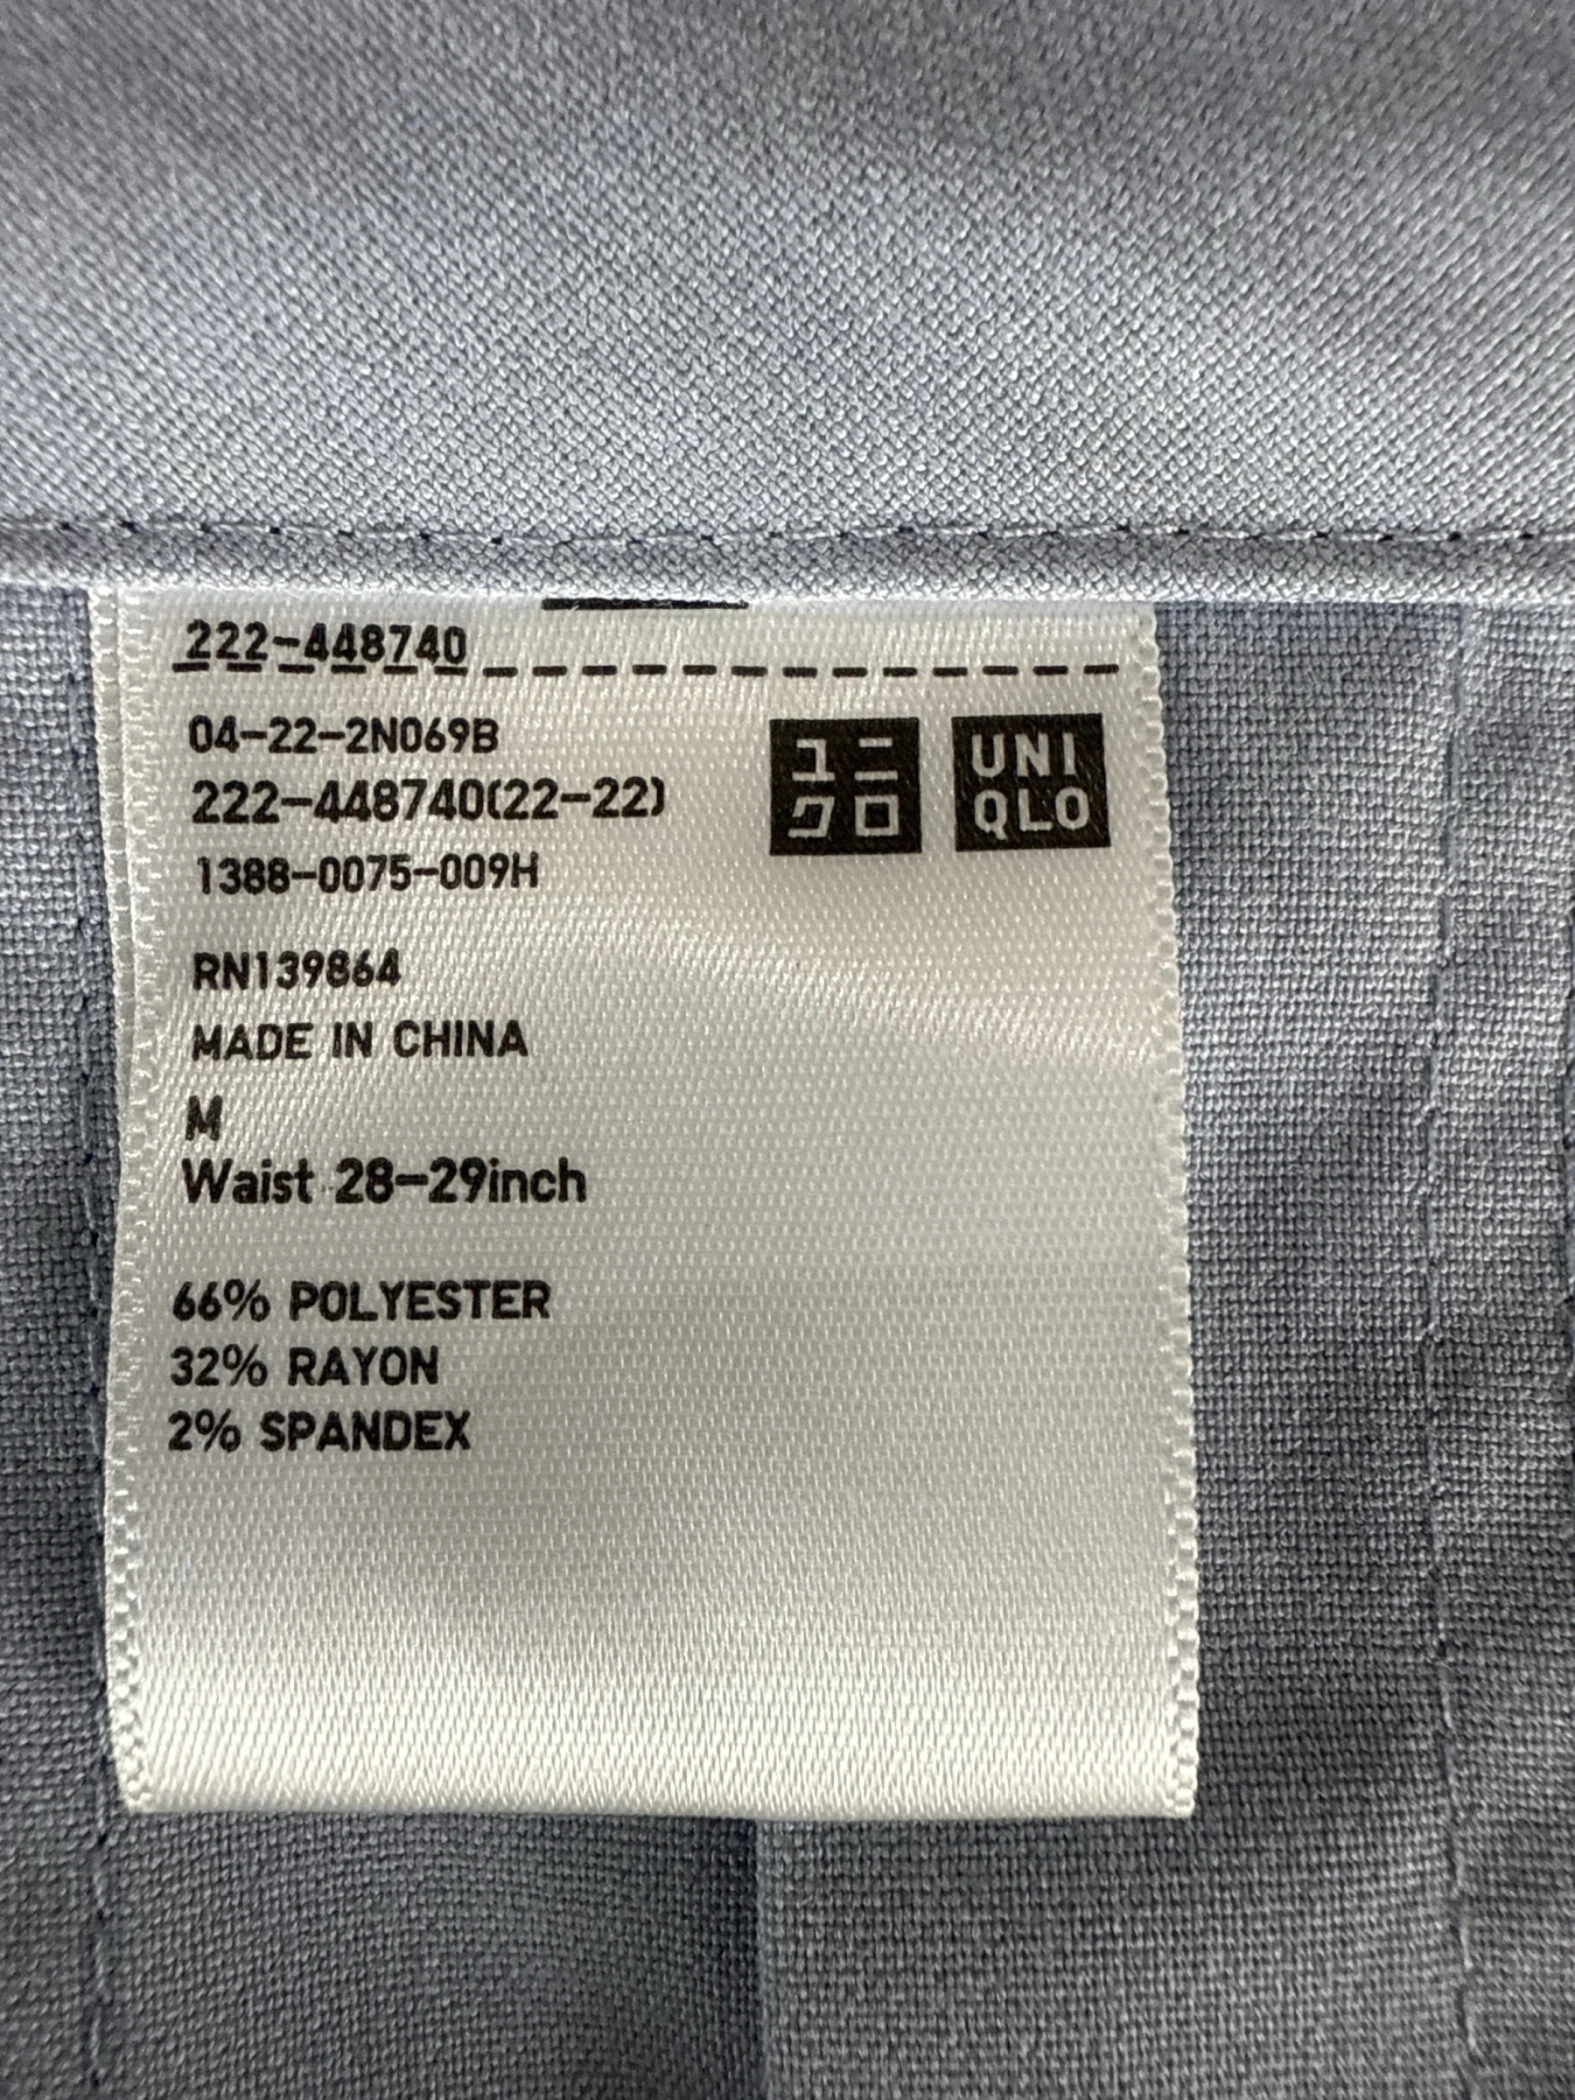 222-448740
04-22-2N069B
222-448740(22-22)
1388-0075-009H
ユニ
クロ
UNI
QLO
RN139864
MADE IN CHINA
M
Waist 28-29inch
66% POLYESTER
32% RAYON
2% SPANDEX